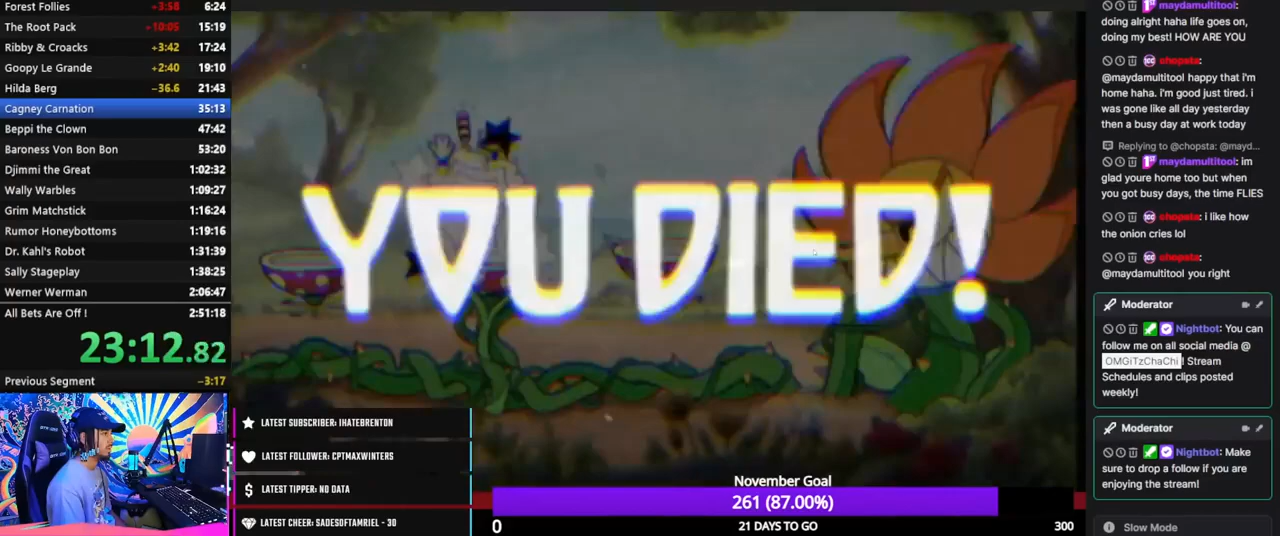 Forest Follies +3:58 6:24
The Root Pack +10:05 15:19
Ribby & Croacks +3:42 17:24
Goopy Le Grande +2:40 19:10
Hilda Berg −36.6 21:43
Cagney Carnation 35:13
Beppi the Clown 47:42
Baroness Von Bon Bon 53:20
Djimmi the Great 1:02:32
Wally Warbles 1:09:27
Grim Matchstick 1:16:24
Rumor Honeybottoms 1:19:16
Dr. Kahl's Robot 1:31:39
Sally Stageplay 1:38:25
Werner Werman 2:06:47
All Bets Are Off ! 2:51:18
23:12.82
Previous Segment −3:17
YOU DIED!
LATEST SUBSCRIBER: IHATEBRENTON
LATEST FOLLOWER: CPTMAXWINTERS
LATEST TIPPER: NO DATA
LATEST CHEER: SADESOFTAMRIEL - 30
November Goal
261 (87.00%)
0 21 DAYS TO GO 300
maydamultitool:
doing alright haha life goes on,
doing my best! HOW ARE YOU
chopsta:
@maydamultitool happy that i'm
home haha. i'm good just tired. i
was gone like all day yesterday
then a busy day at work today
Replying to @chopsta: @mayd...
maydamultitool: im
glad youre home too but when
you got busy days, the time FLIES
chopsta: i like how
the onion cries lol
chopsta:
@maydamultitool you right
Moderator
Nightbot: You can
follow me on all social media @
OMGiTzChaChi ! Stream
Schedules and clips posted
weekly!
Moderator
Nightbot: Make
sure to drop a follow if you are
enjoying the stream!
Slow Mode